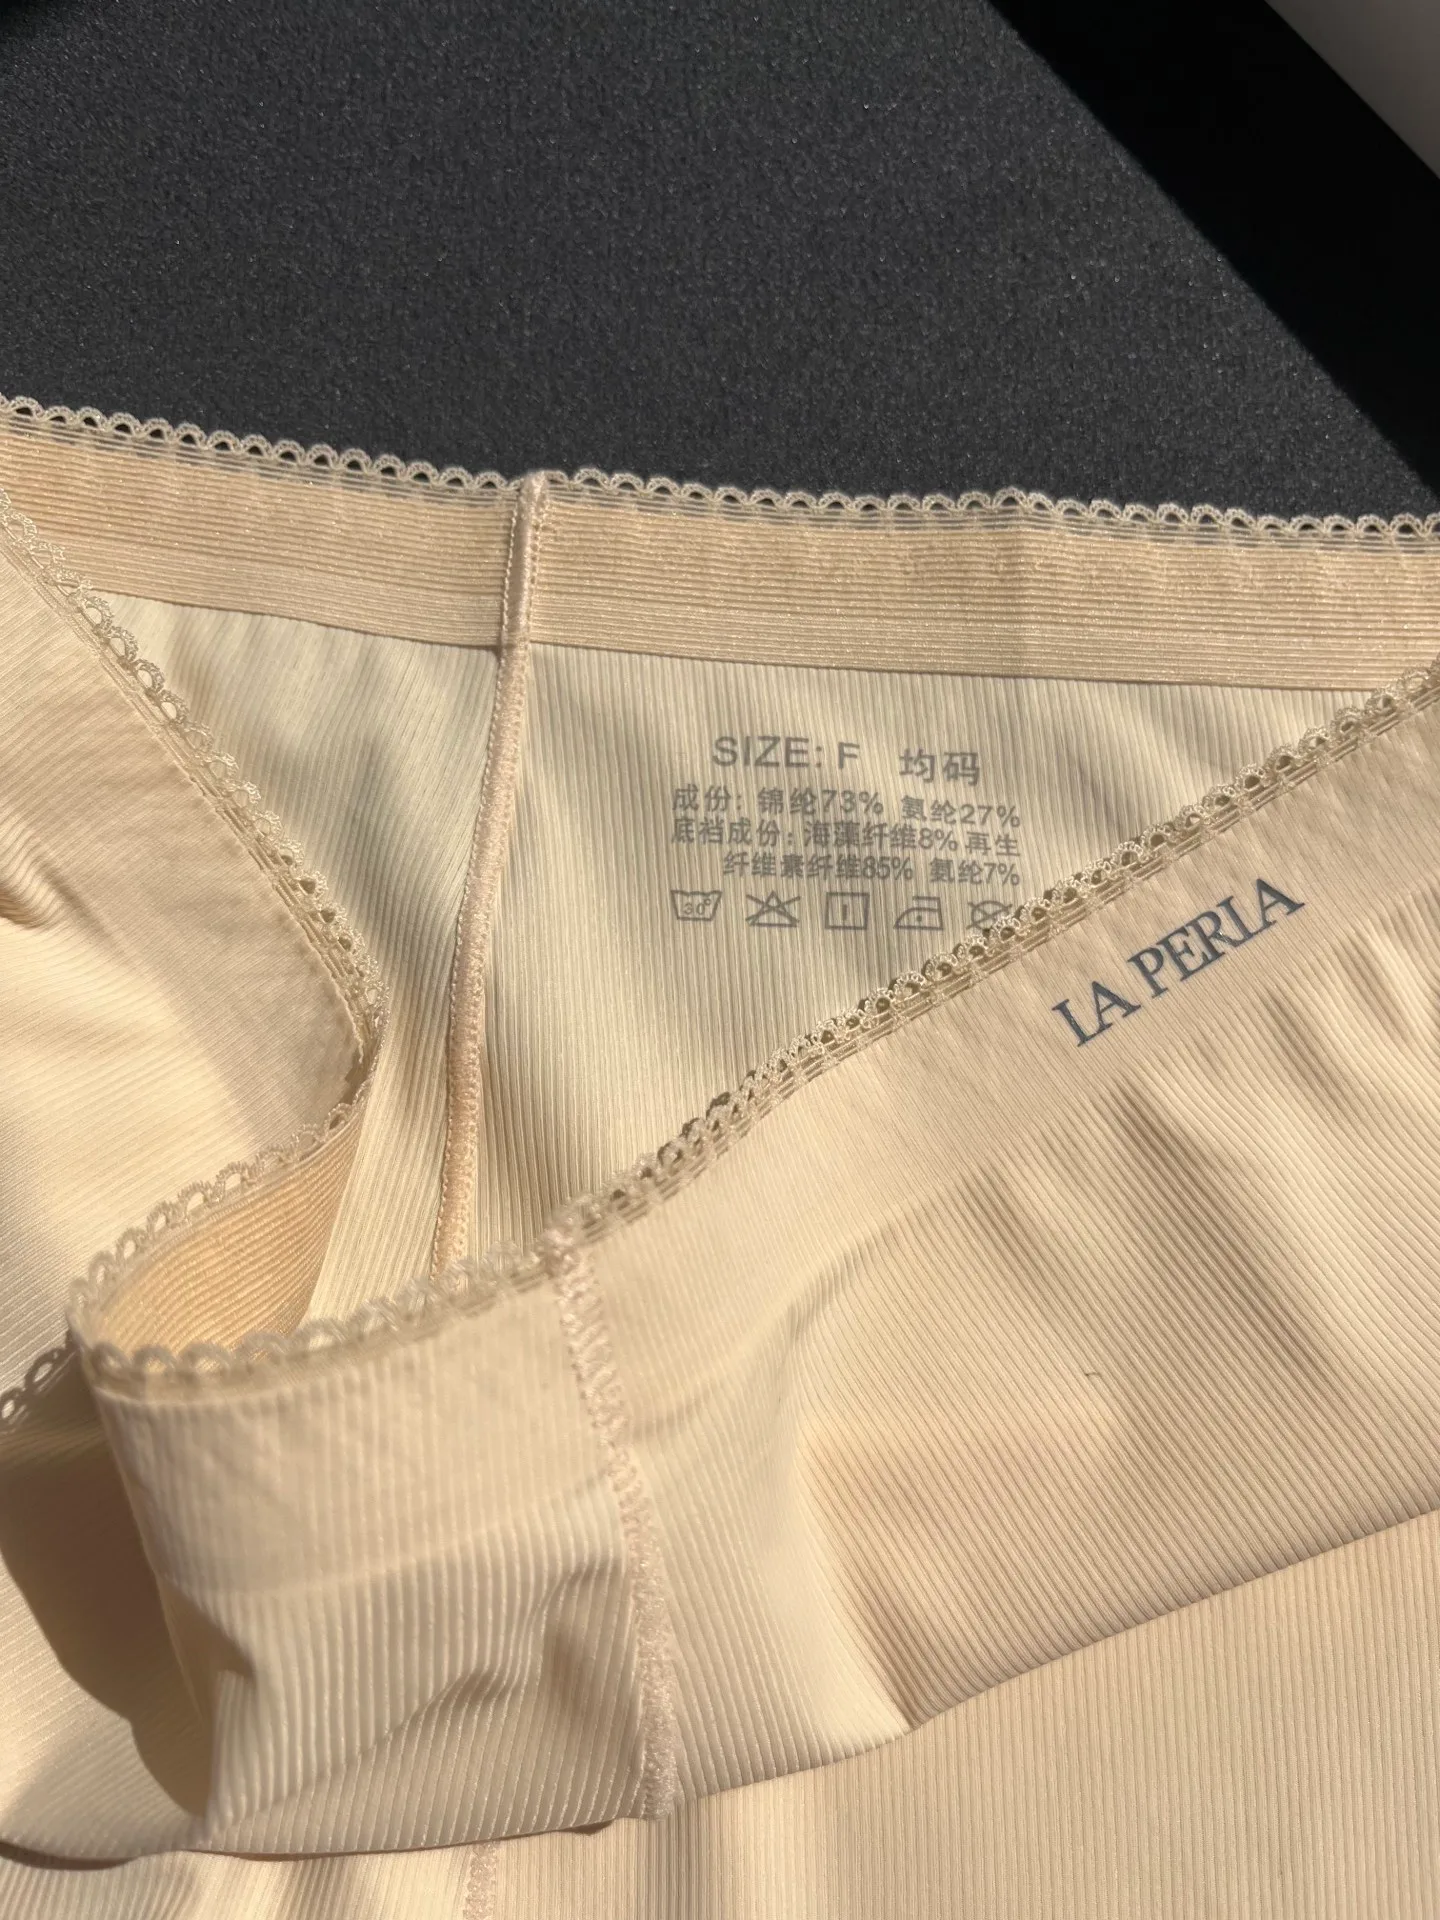 SIZE: F 均码
成份: 锦纶73% 氨纶27%
底裆成份: 海藻纤维8% 再生
纤维素纤维85% 氨纶7%
30°
LA PERLA